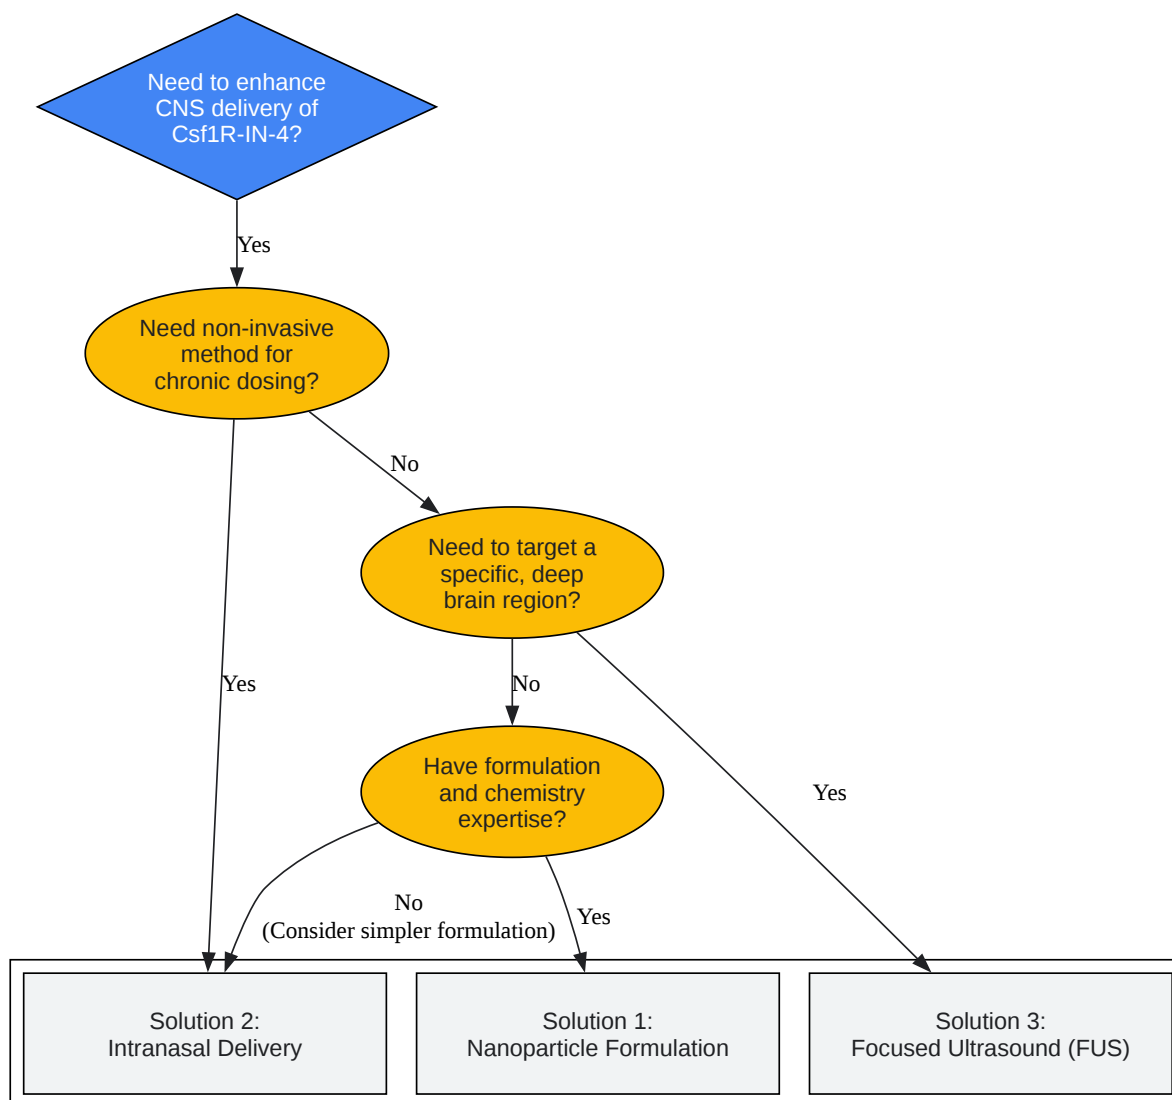 Need to enhance
CNS delivery of
Csf1R-IN-4?
Yes
Need non-invasive
method for
chronic dosing?
No
Need to target a
specific, deep
brain region?
Yes
No
Have formulation
and chemistry
expertise?
Yes
No
(Consider simpler formulation)
Yes
Solution 2:
Intranasal Delivery
Solution 1:
Nanoparticle Formulation
Solution 3:
Focused Ultrasound (FUS)